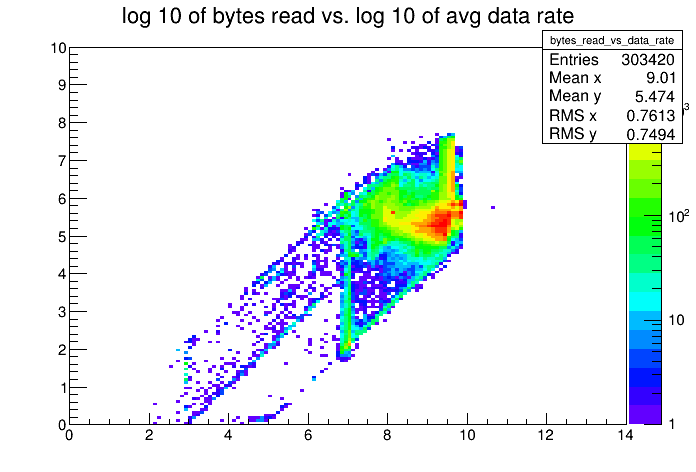 log 10 of bytes read vs. log 10 of avg data rate
bytes_read_vs_data_rate
Entries 303420
Mean x 9.01
Mean y 5.474
RMS x 0.7613
RMS y 0.7494
10
9
8
7
6
5
4
3
2
1
0
0 2 4 6 8 10 12 14
3
10²
10
1